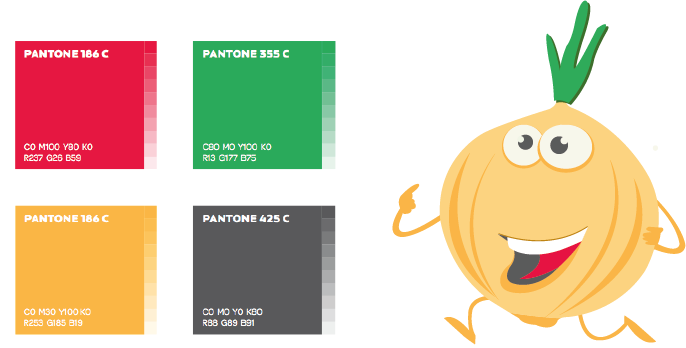 PANTONE 186 C
C0 M100 Y80 K0
R237 G26 B59
PANTONE 355 C
C80 M0 Y100 K0
R13 G177 B75
PANTONE 186 C
C0 M30 Y100 K0
R253 G185 B19
PANTONE 425 C
C0 M0 Y0 K80
R88 G89 B91